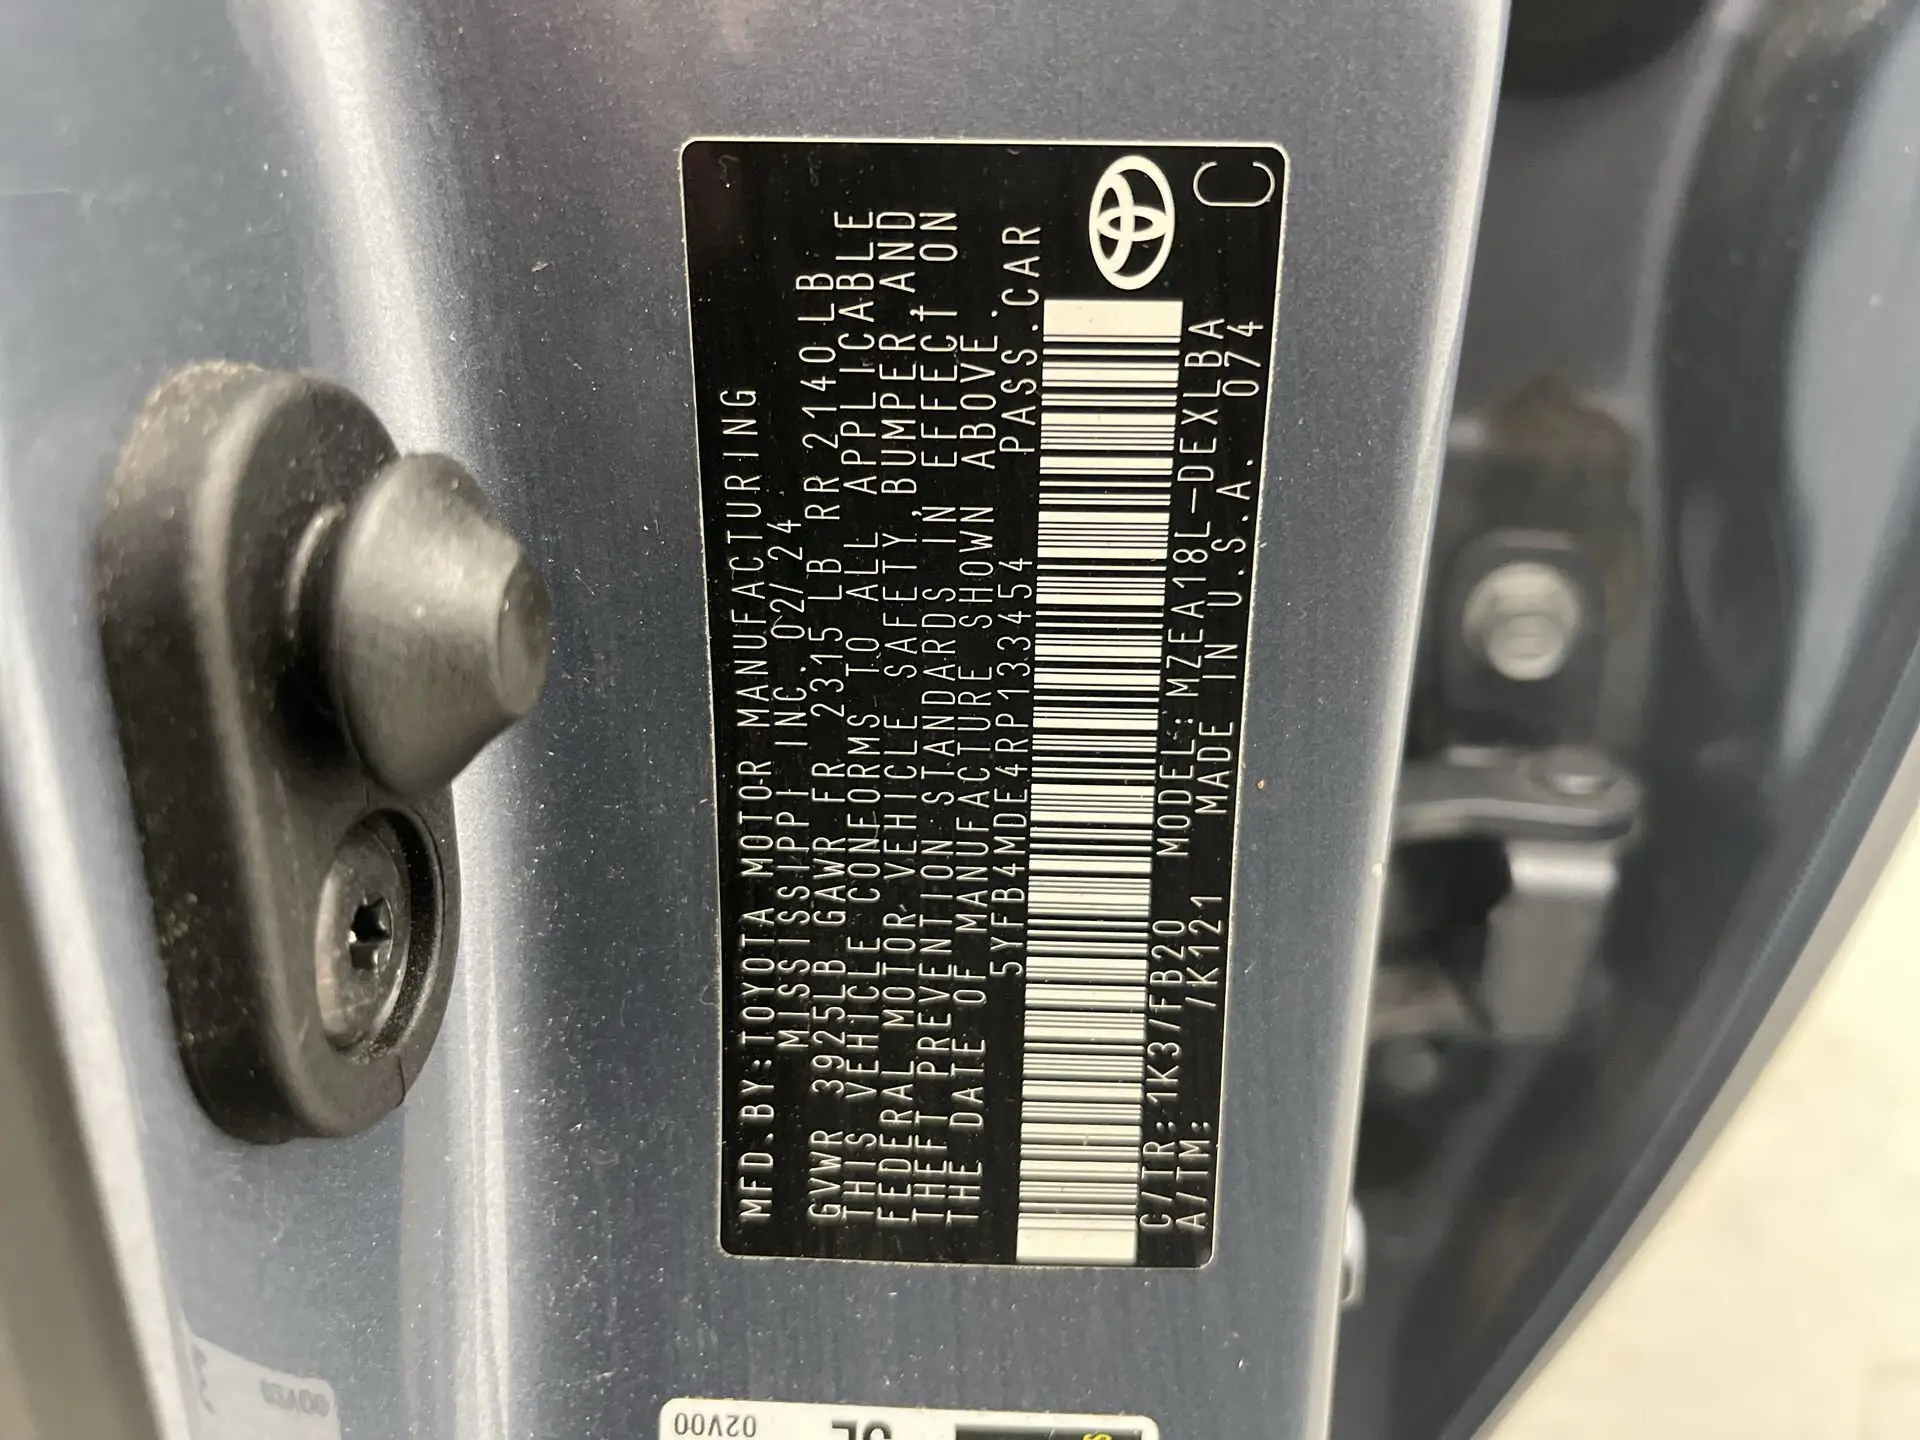 MFD.BY:TOYOTA MOTOR MANUFACTURING
MISSISSIPPI INC. 02/24
GVWR 3925LB GAWR FR 2315 LB RR 2140 LB
THIS VEHICLE CONFORMS TO ALL APPLICABLE
FEDERAL MOTOR VEHICLE SAFETY, BUMPER AND
THEFT PREVENTION STANDARDS IN EFFECT ON
THE DATE OF MANUFACTURE SHOWN ABOVE.
5YFB4MDE4RP133454 PASS.CAR
C/TR:1K3/FB20 MODEL:MZEA18L-DEXLBA
A/TM: /K121 MADE IN U.S.A. 074
C
02V00